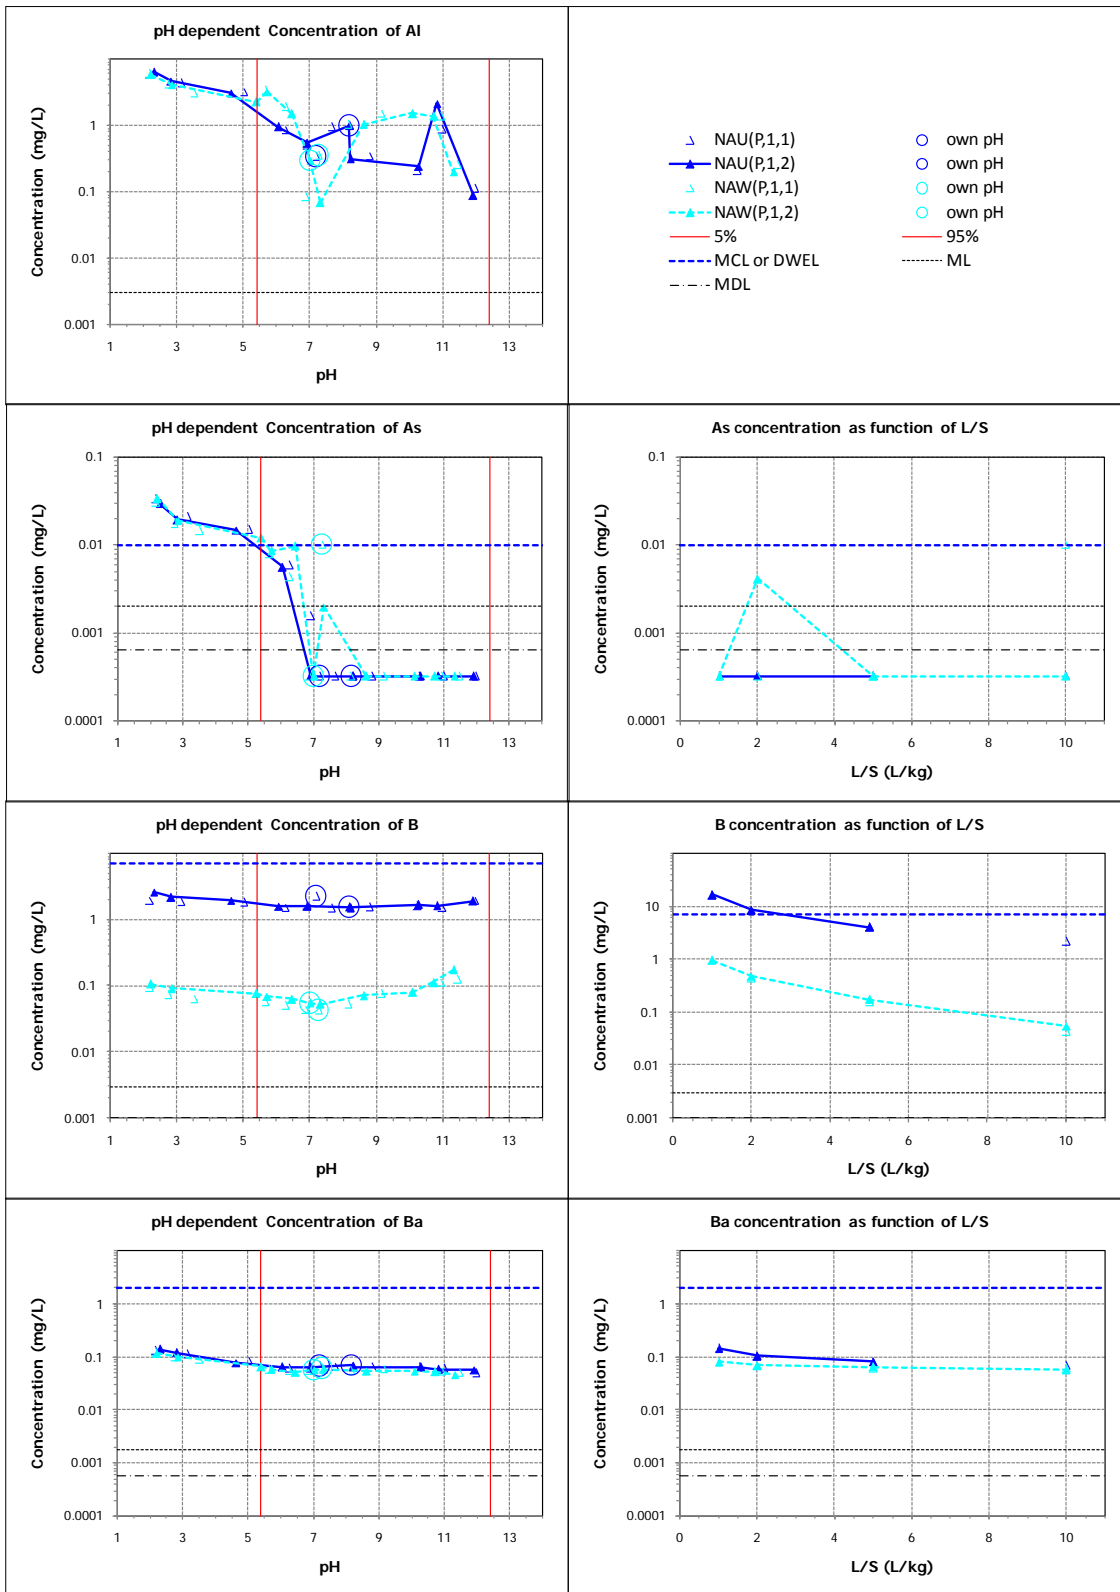 pH dependent Concentration of Al
Concentration (mg/L)
1
0.1
0.01
0.001
1 3 5 7 9 11 13
pH
NAU(P,1,1) own pH
NAU(P,1,2) own pH
NAW(P,1,1) own pH
NAW(P,1,2) own pH
5% 95%
MCL or DWEL ML
MDL
pH dependent Concentration of As
Concentration (mg/L)
0.1
0.01
0.001
0.0001
1 3 5 7 9 11 13
pH
As concentration as function of L/S
Concentration (mg/L)
0.1
0.01
0.001
0.0001
0 2 4 6 8 10
L/S (L/kg)
pH dependent Concentration of B
Concentration (mg/L)
1
0.1
0.01
0.001
1 3 5 7 9 11 13
pH
B concentration as function of L/S
Concentration (mg/L)
10
1
0.1
0.01
0.001
0 2 4 6 8 10
L/S (L/kg)
pH dependent Concentration of Ba
Concentration (mg/L)
1
0.1
0.01
0.001
0.0001
1 3 5 7 9 11 13
pH
Ba concentration as function of L/S
Concentration (mg/L)
1
0.1
0.01
0.001
0.0001
0 2 4 6 8 10
L/S (L/kg)